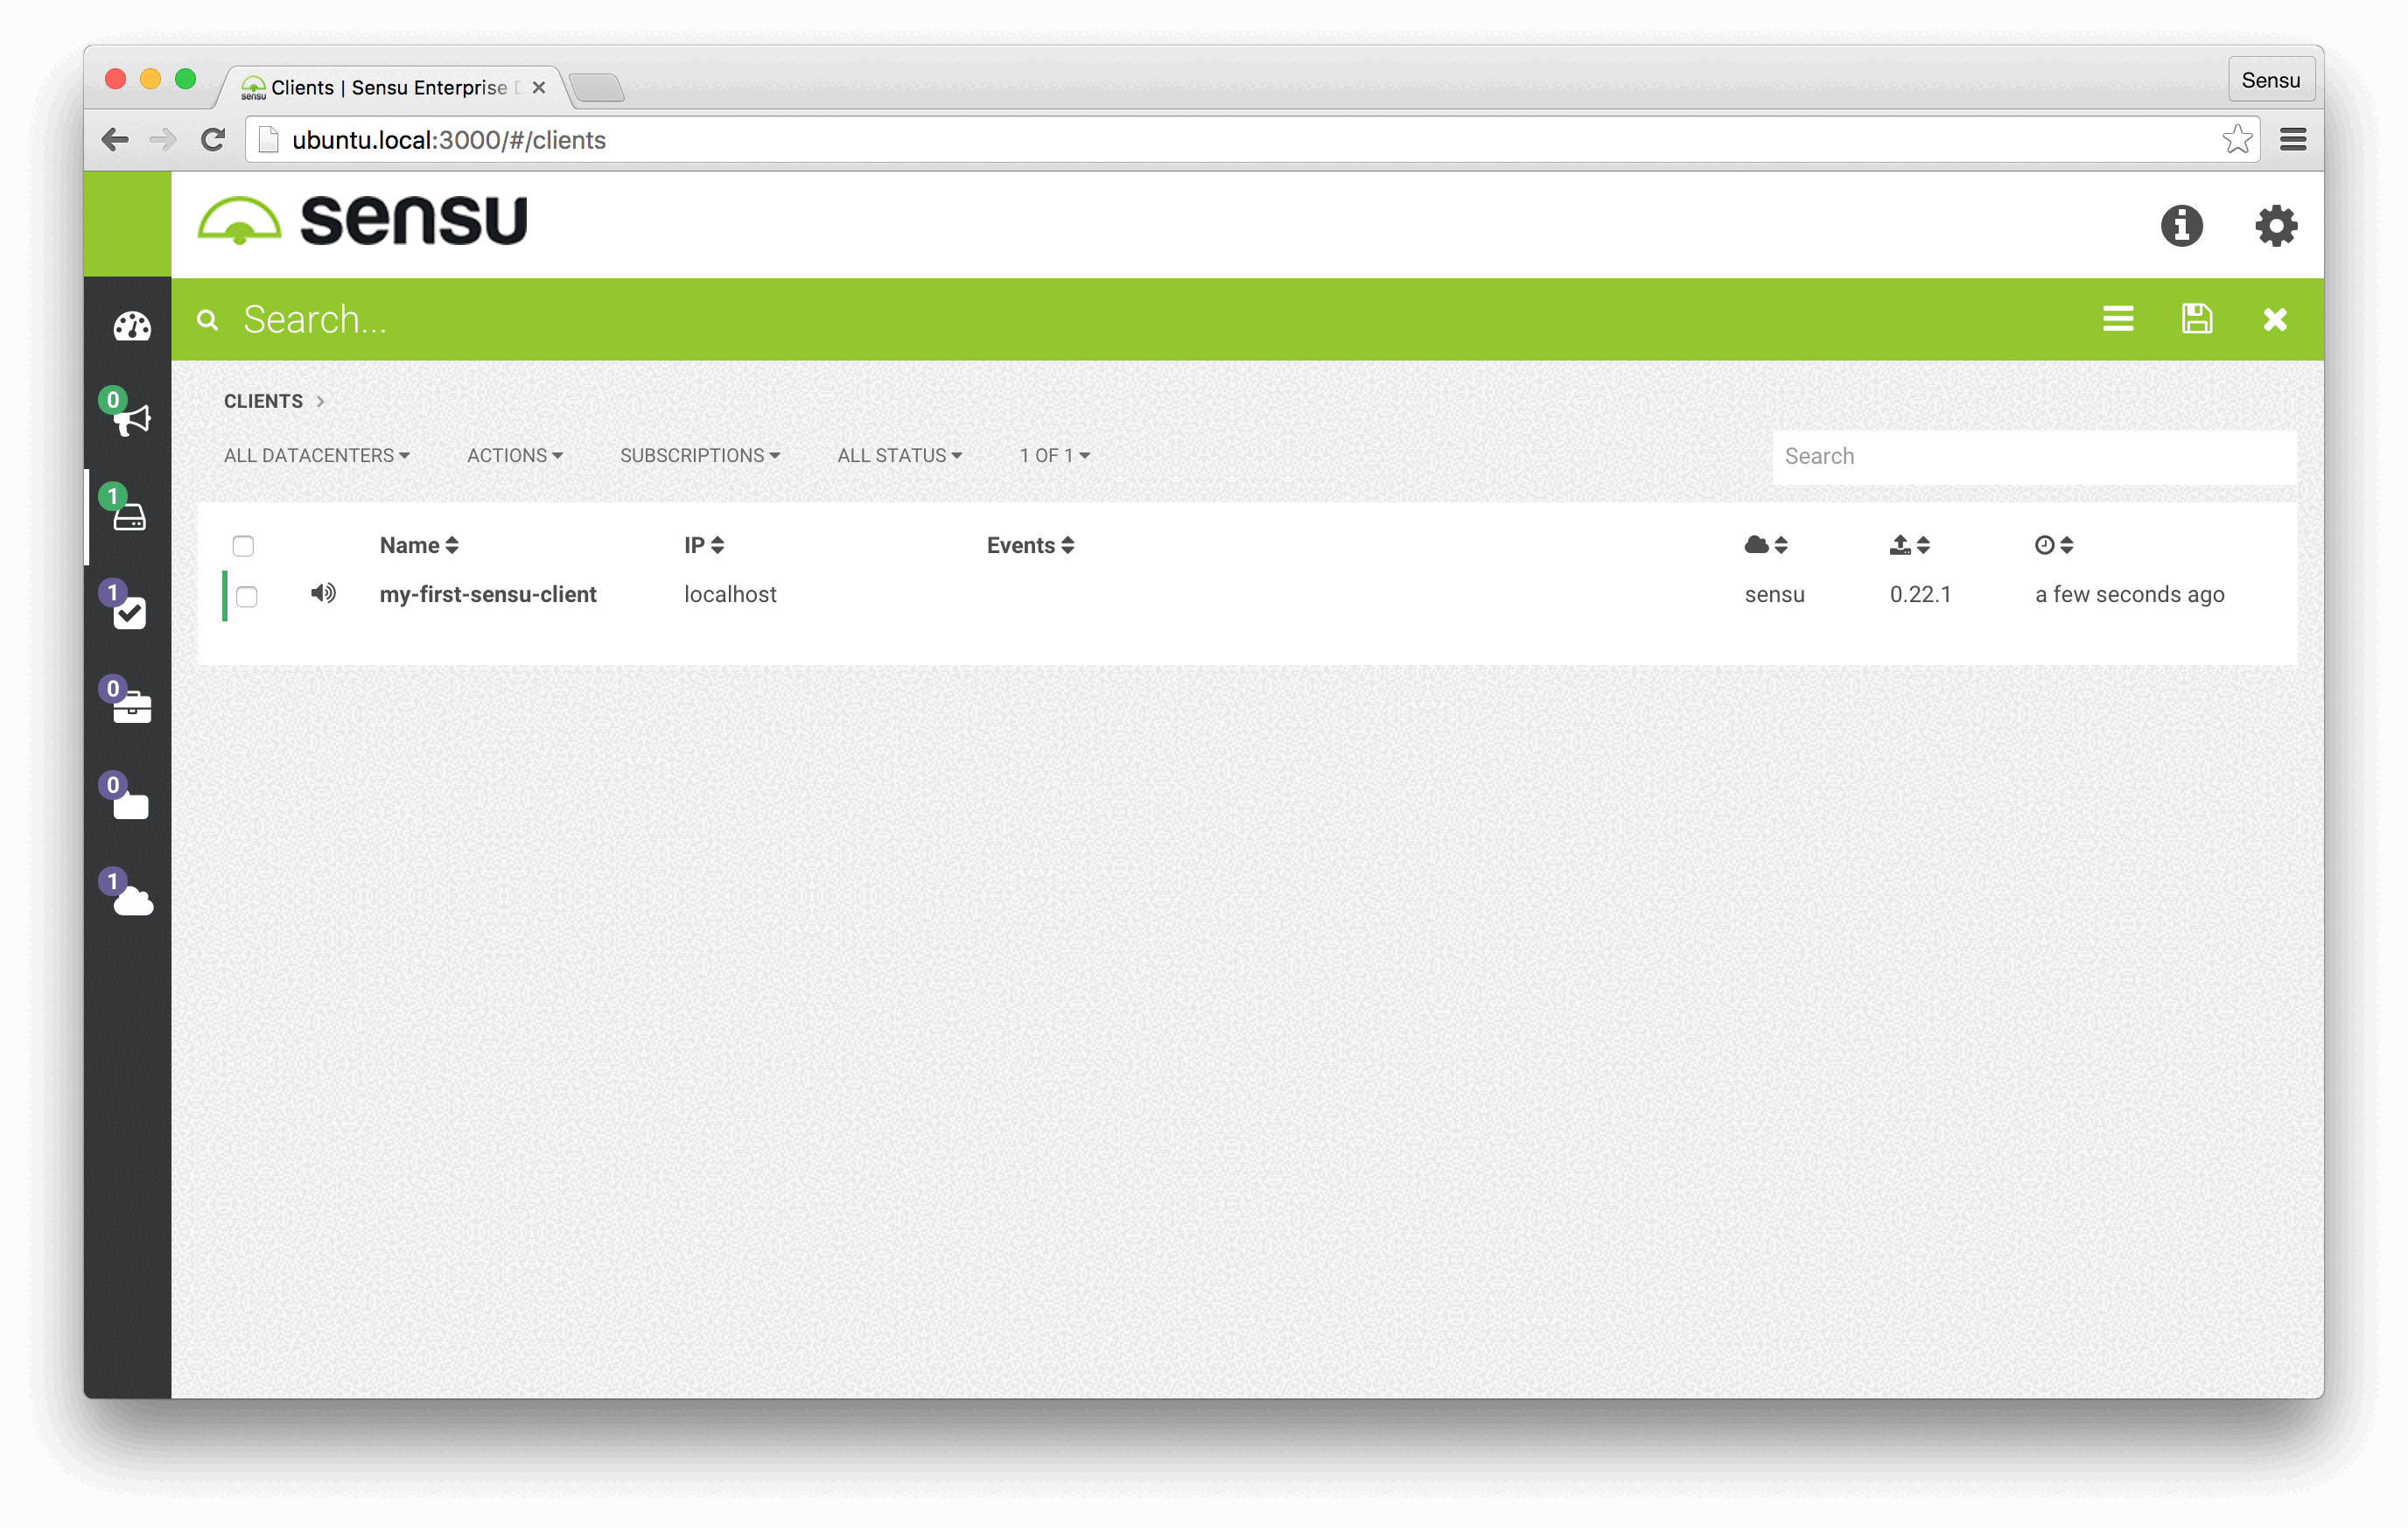 Clients | Sensu Enterprise
Sensu
ubuntu.local:3000/#/clients
sensu
Search...
CLIENTS
ALL DATACENTERS ACTIONS SUBSCRIPTIONS ALL STATUS 1 OF 1 Search
Name IP Events
my-first-sensu-client localhost sensu 0.22.1 a few seconds ago
0
1
1
0
0
1